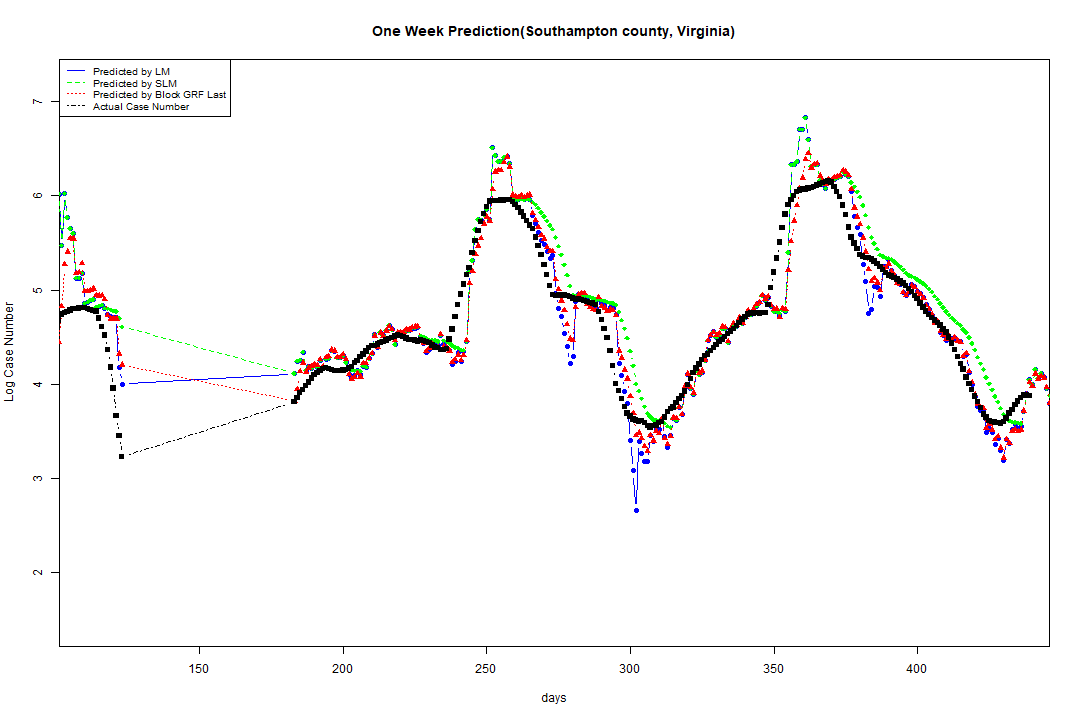 One Week Prediction(Southampton county, Virginia)
Predicted by LM
Predicted by SLM
Predicted by Block GRF Last
Actual Case Number
7
6
5
4
3
2
Log Case Number
150 200 250 300 350 400
days